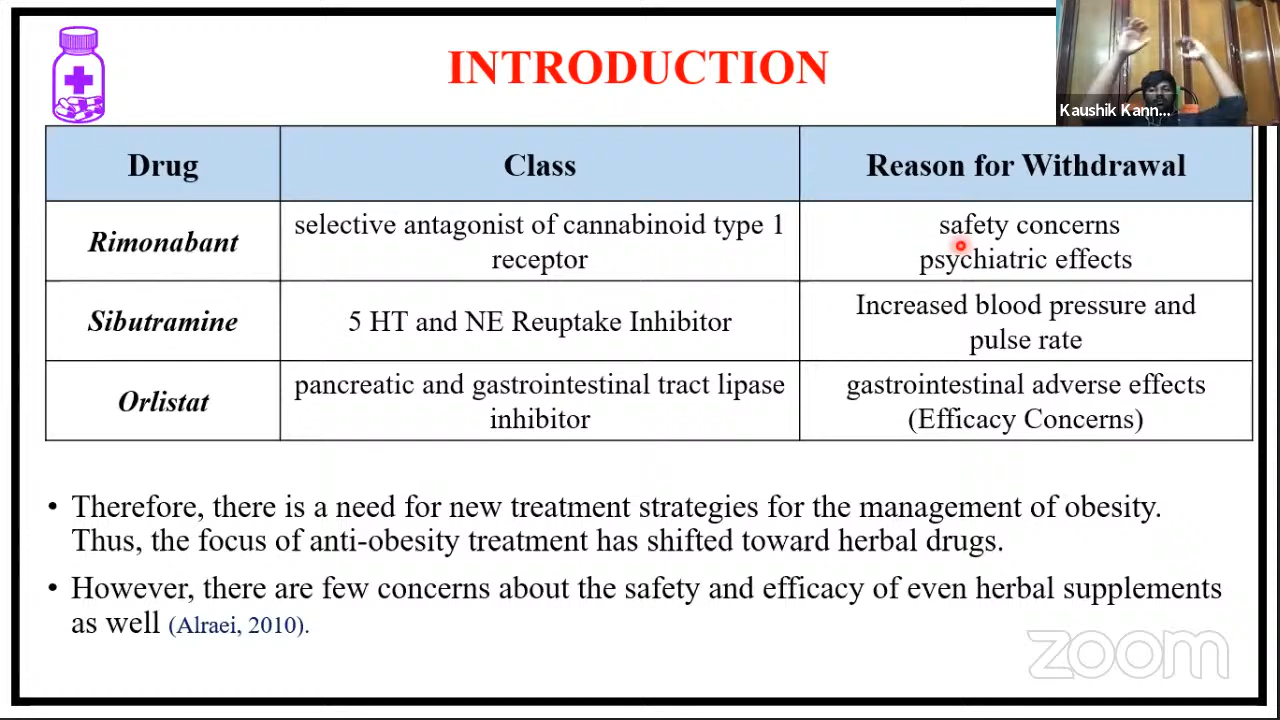 INTRODUCTION
Kaushik Kann...
Drug Class Reason for Withdrawal
Rimonabant selective antagonist of cannabinoid type 1 receptor safety concerns psychiatric effects
Sibutramine 5 HT and NE Reuptake Inhibitor Increased blood pressure and pulse rate
Orlistat pancreatic and gastrointestinal tract lipase inhibitor gastrointestinal adverse effects (Efficacy Concerns)
• Therefore, there is a need for new treatment strategies for the management of obesity.
Thus, the focus of anti-obesity treatment has shifted toward herbal drugs.
• However, there are few concerns about the safety and efficacy of even herbal supplements
as well (Alraei, 2010).
zoom